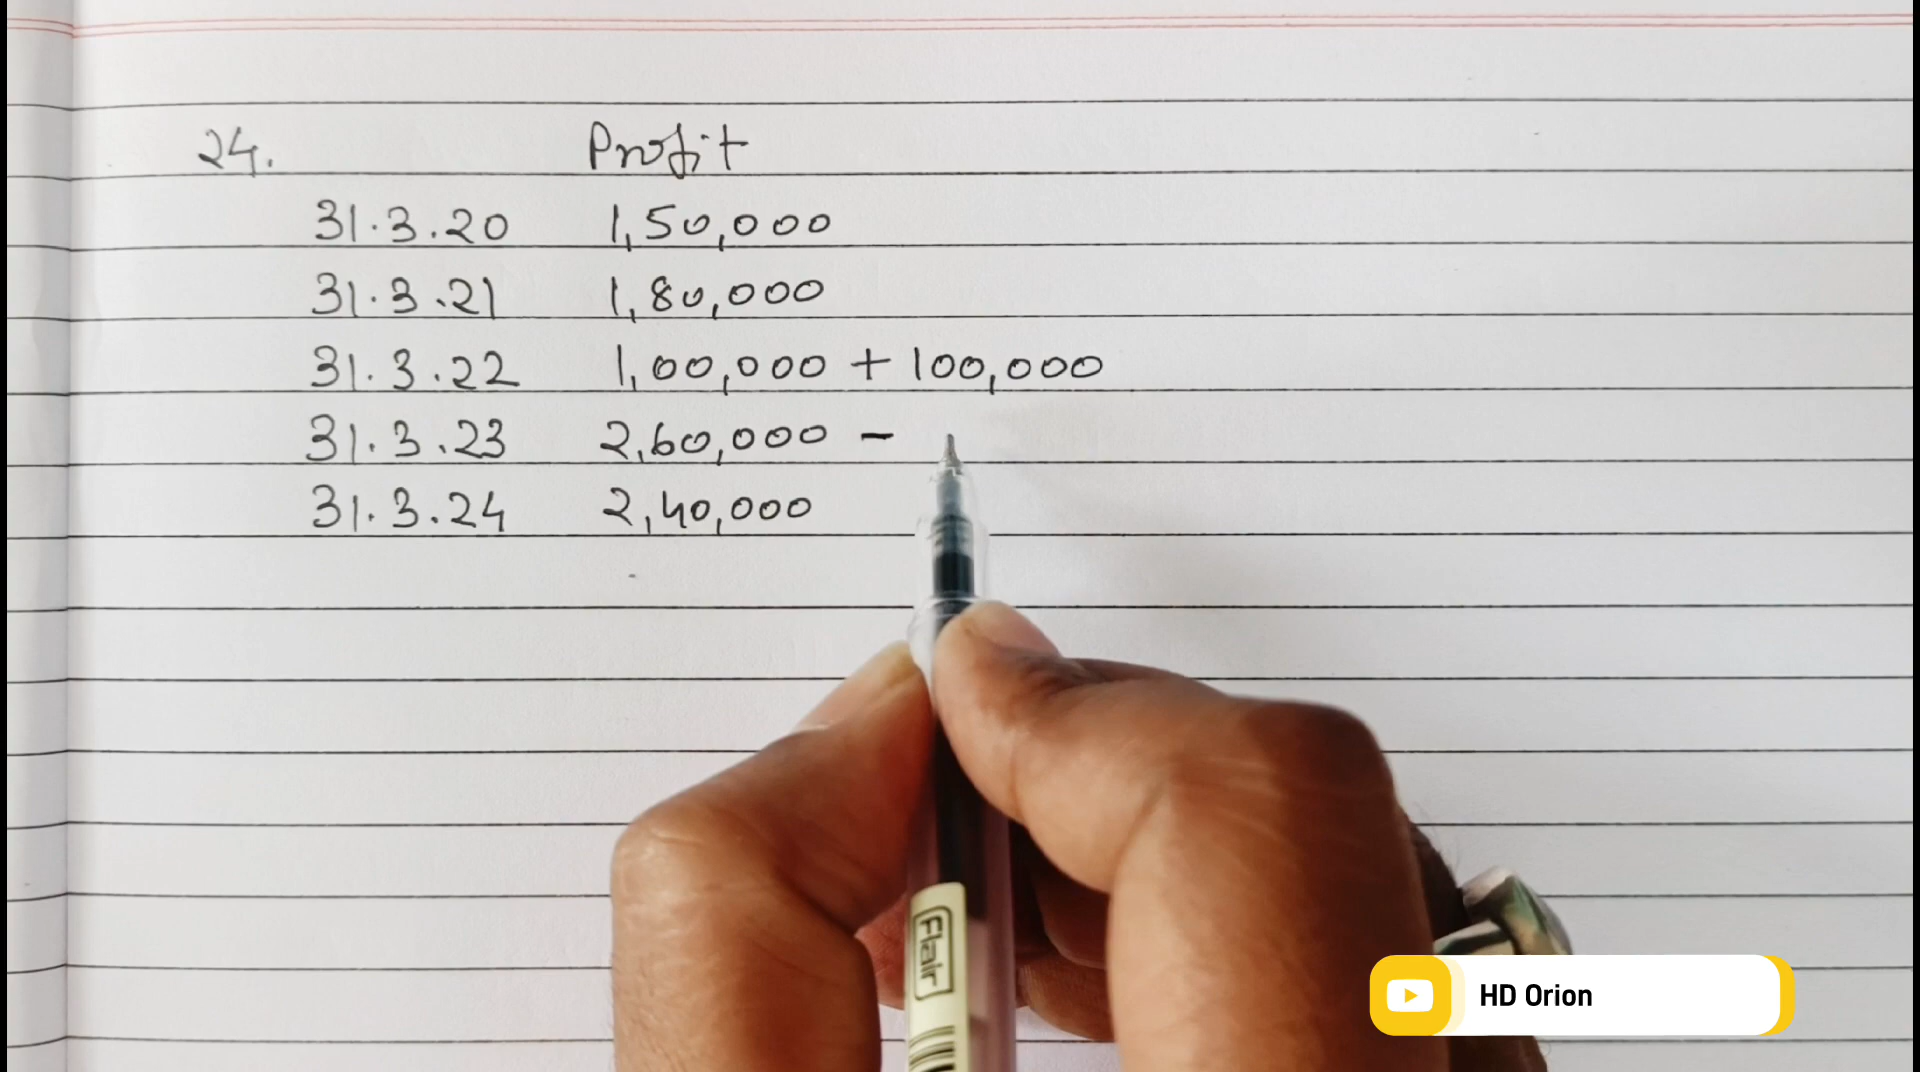 24. Profit
31.3.20 1,50,000
31.3.21 1,80,000
31.3.22 1,00,000 + 100,000
31.3.23 2,60,000 -
31.3.24 2,40,000
Flair
HD Orion